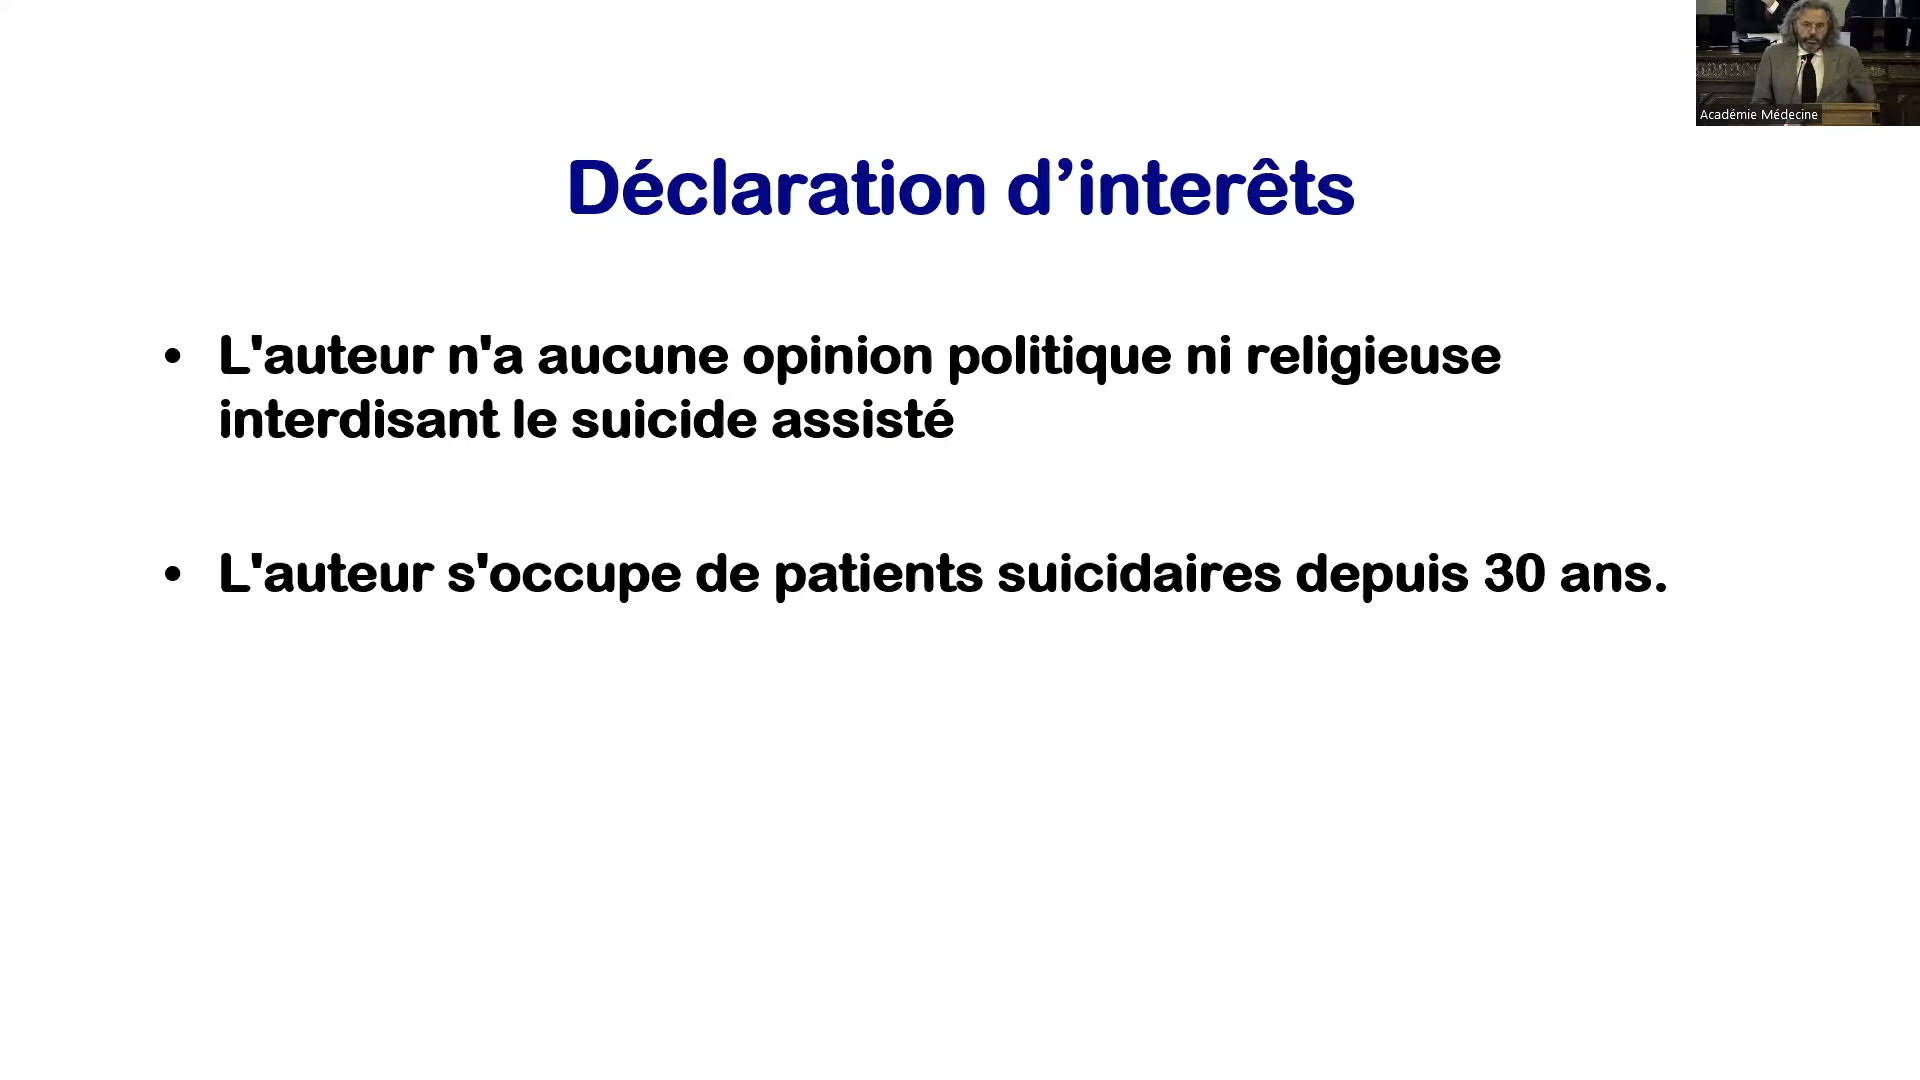 Académie Médecine
Déclaration d’interêts
• L'auteur n'a aucune opinion politique ni religieuse
interdisant le suicide assisté
• L'auteur s'occupe de patients suicidaires depuis 30 ans.